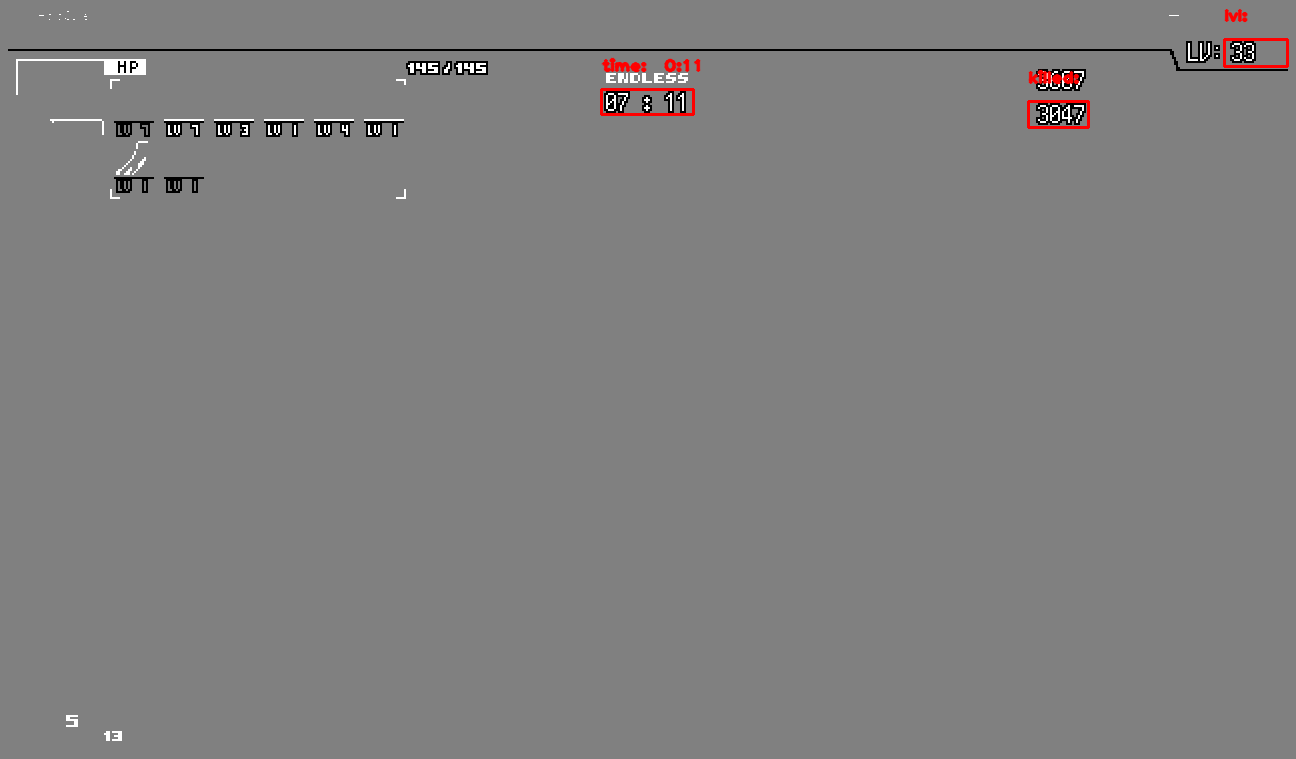 lvl:
LV: 33
HP
145/145
time: 0:11
ENDLESS
killed:
07 : 11
3047
LV 7 LV 7 LV 3 LV 1 LV 4 LV 1
LV 1 LV 1
5
13